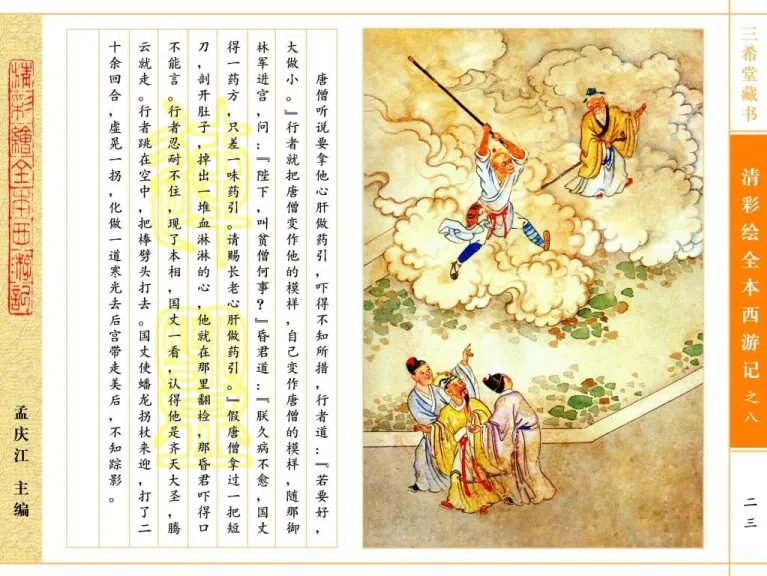 三希堂藏书
清彩绘全本西游记之八
二三
唐僧听说要拿他心肝做药引，吓得不知所措，行者道：『若要好，
大做小。』行者就把唐僧变作他的模样，自己变作唐僧的模样，随那御
林军进宫，问：『陛下，叫贫僧何事？』昏君道：『朕久病不愈，国丈
得一药方，只差一味药引。请赐长老心肝做药引。』假唐僧拿过一把短
刀，剖开肚子，掉出一堆血淋淋的心，他就在那里翻检，那昏君吓得口
不能言。行者忍耐不住，现了本相，国丈一看，认得他是齐天大圣，腾
云就走。行者跳在空中，把棒劈头打去。国丈使蟠龙拐杖来迎，打了二
十余回合，虚晃一拐，化做一道寒光去后宫带走美后，不知踪影。
清彩繪全本西游記
孟庆江 主编